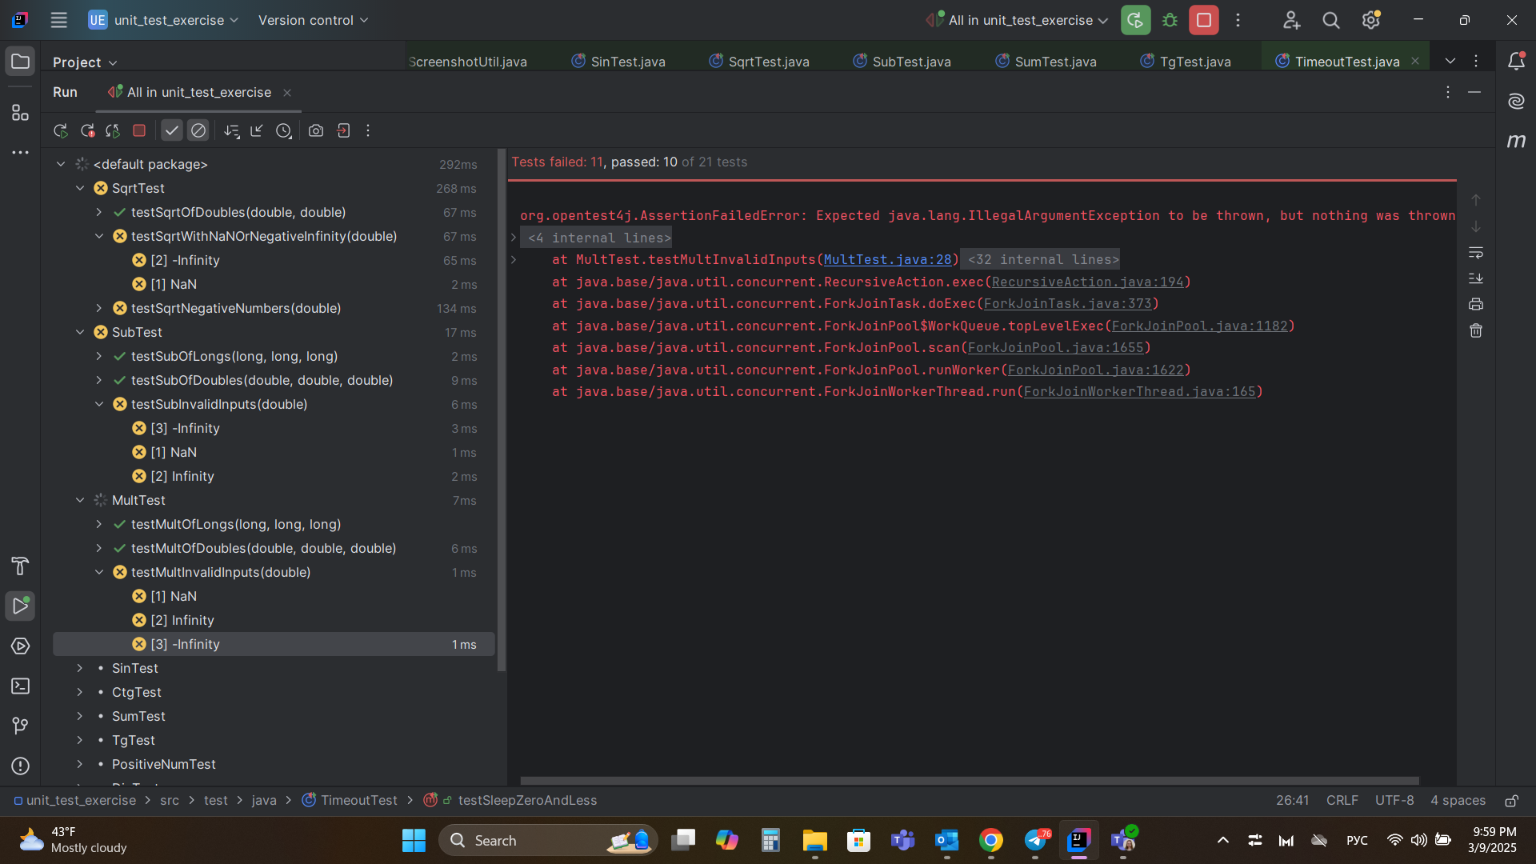 UE unit_test_exercise Version control All in unit_test_exercise
Project ScreenshotUtil.java SinTest.java SqrtTest.java SubTest.java SumTest.java TgTest.java TimeoutTest.java
Run All in unit_test_exercise
<default package> 292ms
SqrtTest 268 ms
testSqrtOfDoubles(double, double) 67 ms
testSqrtWithNaNOrNegativeInfinity(double) 67 ms
[2] -Infinity 65 ms
[1] NaN 2 ms
testSqrtNegativeNumbers(double) 134 ms
SubTest 17 ms
testSubOfLongs(long, long, long) 2 ms
testSubOfDoubles(double, double, double) 9 ms
testSubInvalidInputs(double) 6 ms
[3] -Infinity 3 ms
[1] NaN 1 ms
[2] Infinity 2 ms
MultTest 7ms
testMultOfLongs(long, long, long)
testMultOfDoubles(double, double, double) 6 ms
testMultInvalidInputs(double) 1 ms
[1] NaN
[2] Infinity
[3] -Infinity 1 ms
SinTest
CtgTest
SumTest
TgTest
PositiveNumTest
Tests failed: 11, passed: 10 of 21 tests
org.opentest4j.AssertionFailedError: Expected java.lang.IllegalArgumentException to be thrown, but nothing was thrown
<4 internal lines>
at MultTest.testMultInvalidInputs(MultTest.java:28) <32 internal lines>
at java.base/java.util.concurrent.RecursiveAction.exec(RecursiveAction.java:194)
at java.base/java.util.concurrent.ForkJoinTask.doExec(ForkJoinTask.java:373)
at java.base/java.util.concurrent.ForkJoinPool$WorkQueue.topLevelExec(ForkJoinPool.java:1182)
at java.base/java.util.concurrent.ForkJoinPool.scan(ForkJoinPool.java:1655)
at java.base/java.util.concurrent.ForkJoinPool.runWorker(ForkJoinPool.java:1622)
at java.base/java.util.concurrent.ForkJoinWorkerThread.run(ForkJoinWorkerThread.java:165)
unit_test_exercise > src > test > java > TimeoutTest > testSleepZeroAndLess 26:41 CRLF UTF-8 4 spaces
43°F
Mostly cloudy
Search
76
РУС
9:59 PM
3/9/2025